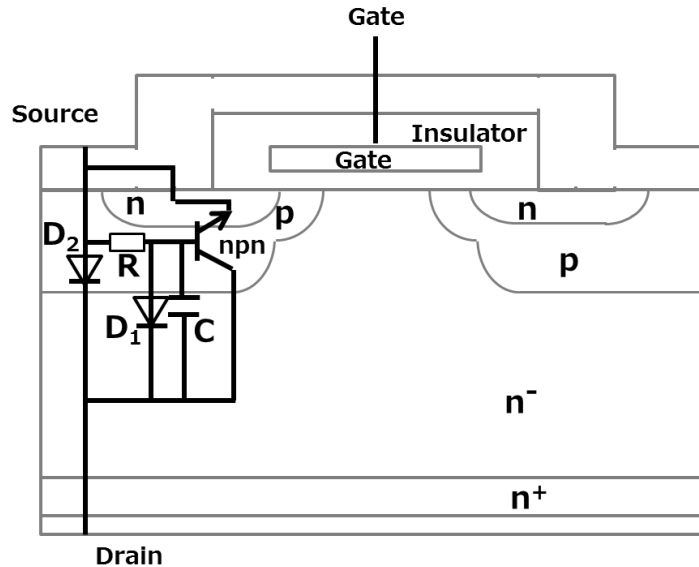 Gate
Source
Insulator
Gate
n
p
n
D₂
npn
R
p
D₁
C
n⁻
n⁺
Drain